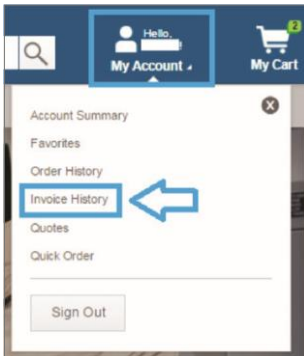 Hello,
2
My Account
My Cart
Account Summary
Favorites
Order History
Invoice History
Quotes
Quick Order
Sign Out